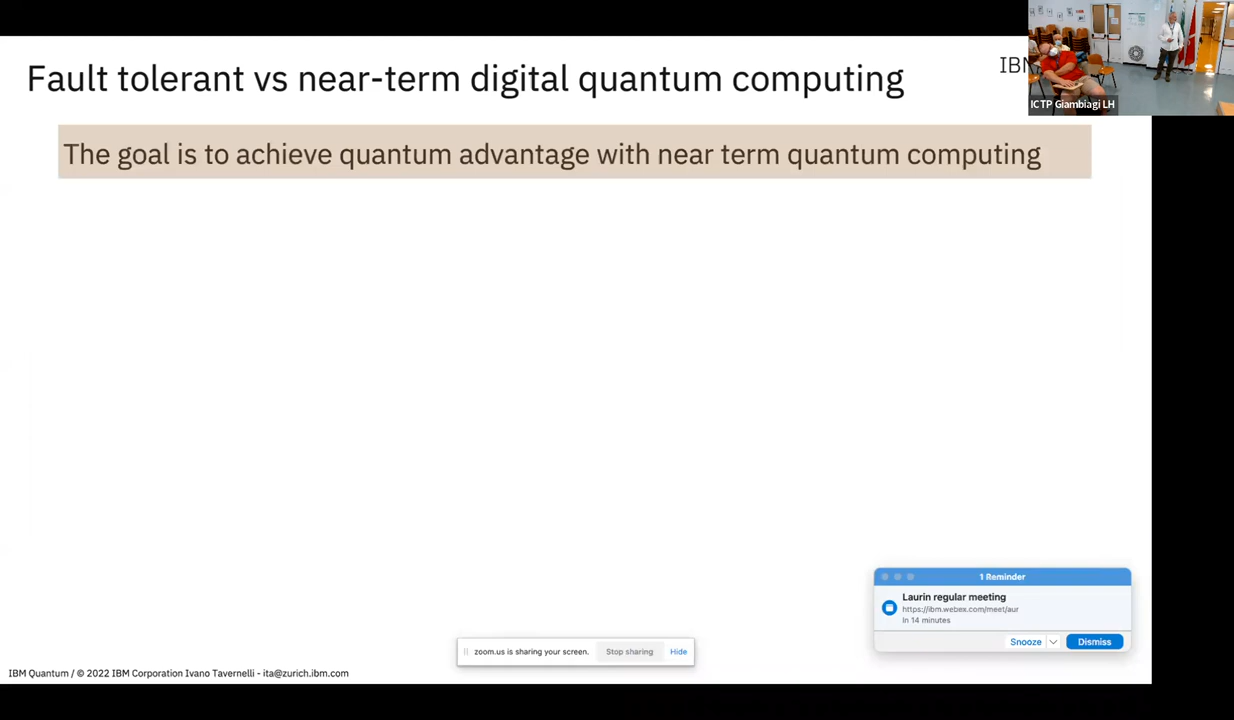 Fault tolerant vs near-term digital quantum computing
IBM
ICTP Giambiagi LH
The goal is to achieve quantum advantage with near term quantum computing
1 Reminder
Laurin regular meeting
https://ibm.webex.com/meet/aur
In 14 minutes
Snooze
Dismiss
zoom.us is sharing your screen.
Stop sharing
Hide
IBM Quantum / © 2022 IBM Corporation Ivano Tavernelli - ita@zurich.ibm.com